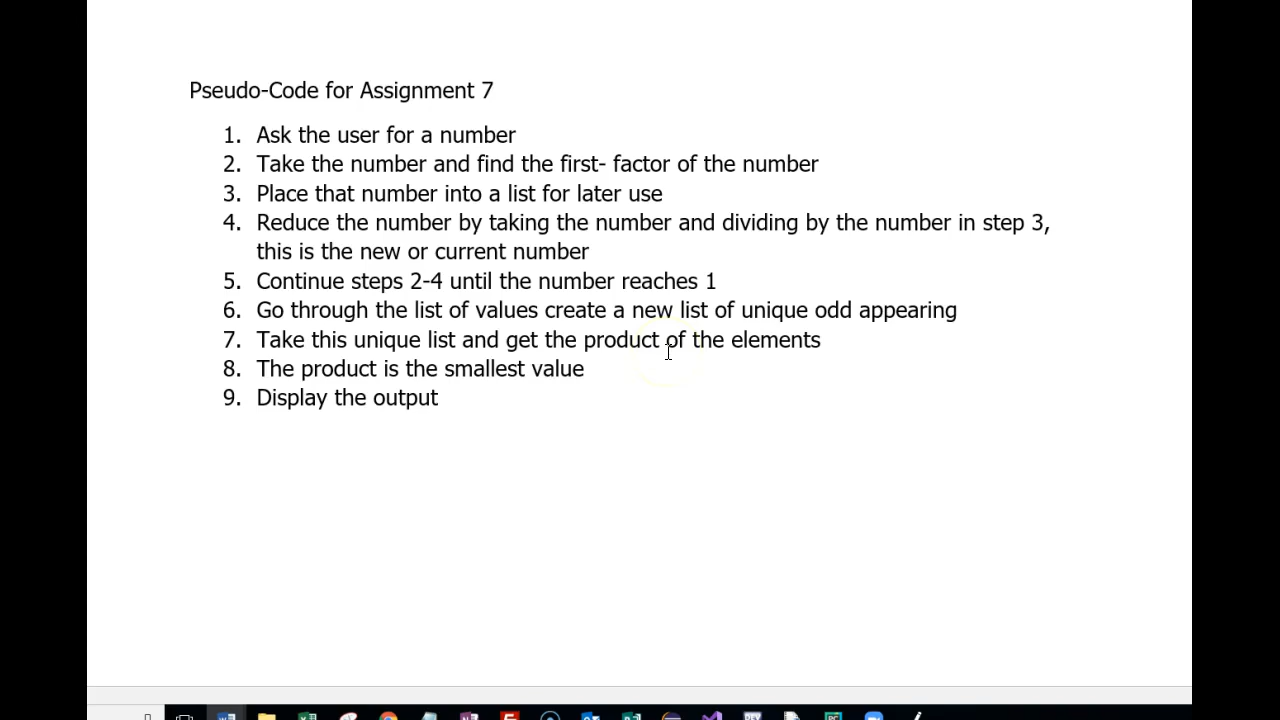 Pseudo-Code for Assignment 7
1. Ask the user for a number
2. Take the number and find the first- factor of the number
3. Place that number into a list for later use
4. Reduce the number by taking the number and dividing by the number in step 3,
this is the new or current number
5. Continue steps 2-4 until the number reaches 1
6. Go through the list of values create a new list of unique odd appearing
7. Take this unique list and get the product of the elements
8. The product is the smallest value
9. Display the output